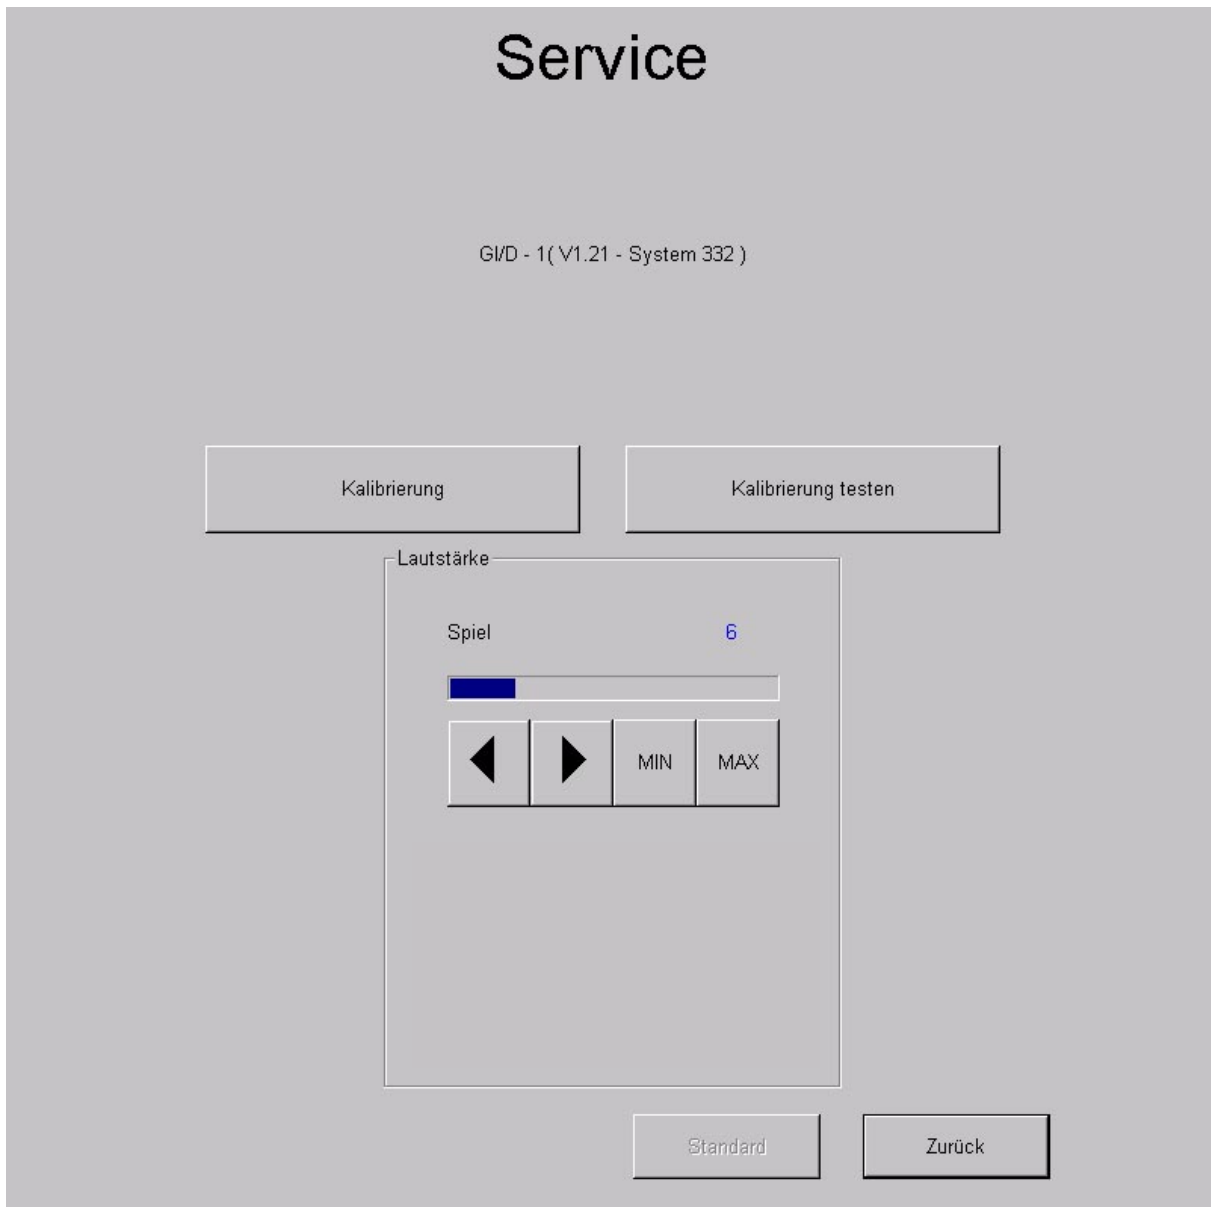 Service
GI/D - 1( V1.21 - System 332 )
Kalibrierung
Kalibrierung testen
Lautstärke
Spiel
6
MIN
MAX
Standard
Zurück